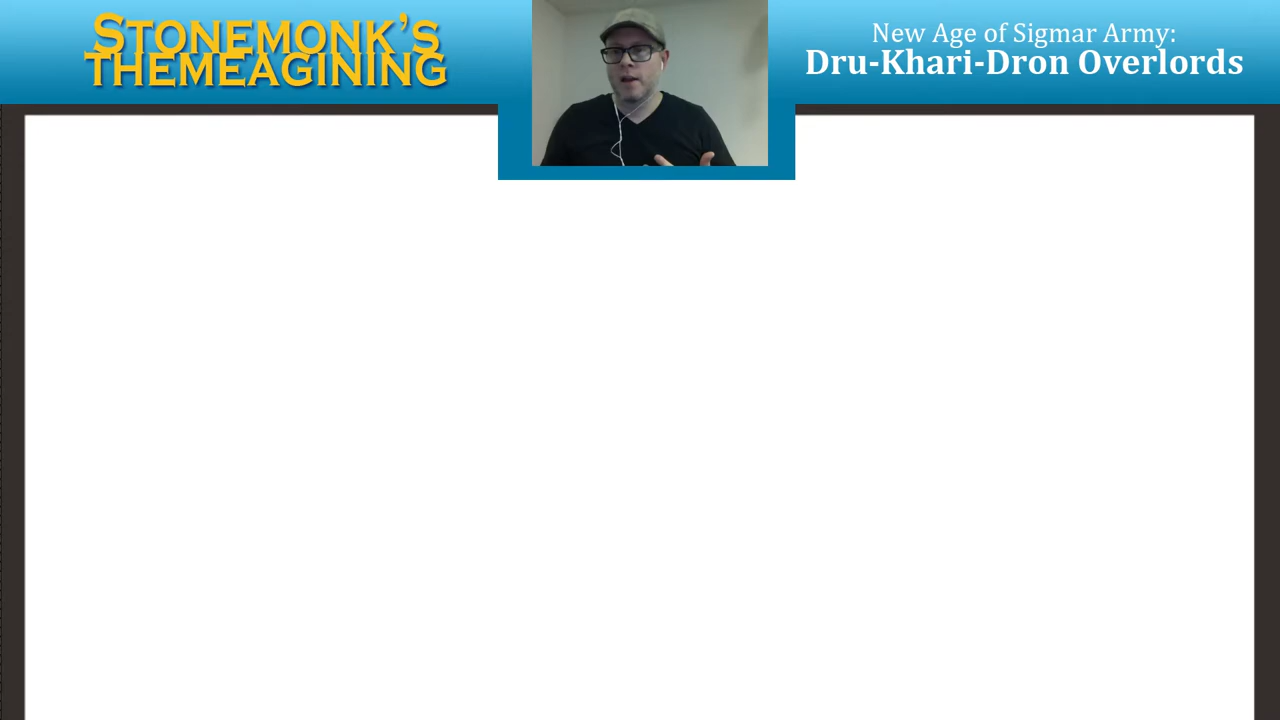 STONEMONK'S
THEMEAGINING
New Age of Sigmar Army:
Dru-Khari-Dron Overlords